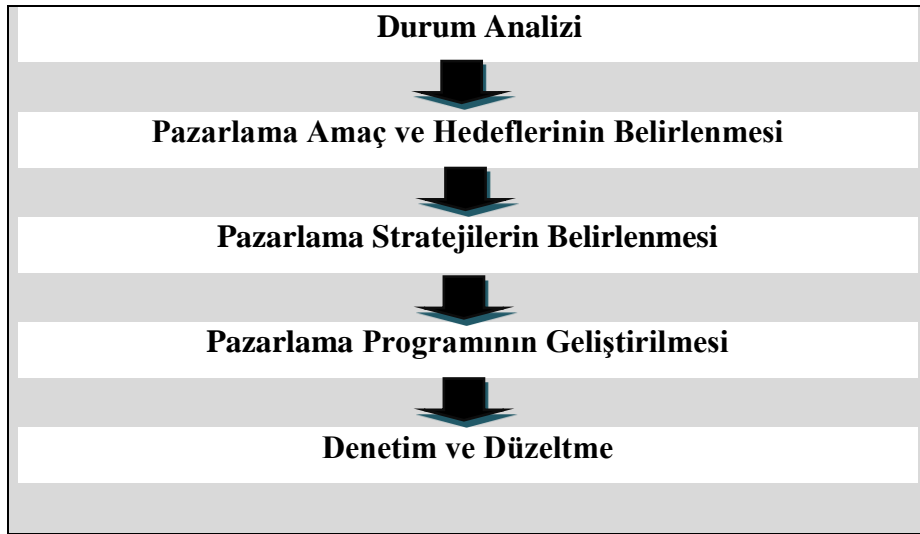 Durum Analizi
Pazarlama Amaç ve Hedeflerinin Belirlenmesi
Pazarlama Stratejilerin Belirlenmesi
Pazarlama Programının Geliştirilmesi
Denetim ve Düzeltme